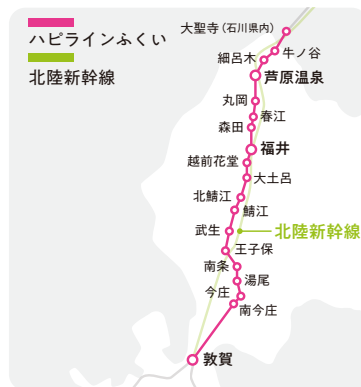 ハピラインふくい
北陸新幹線
大聖寺（石川県内）
牛ノ谷
細呂木
芦原温泉
丸岡
春江
森田
福井
越前花堂
大土呂
北鯖江
鯖江
武生
北陸新幹線
王子保
南条
湯尾
今庄
南今庄
敦賀